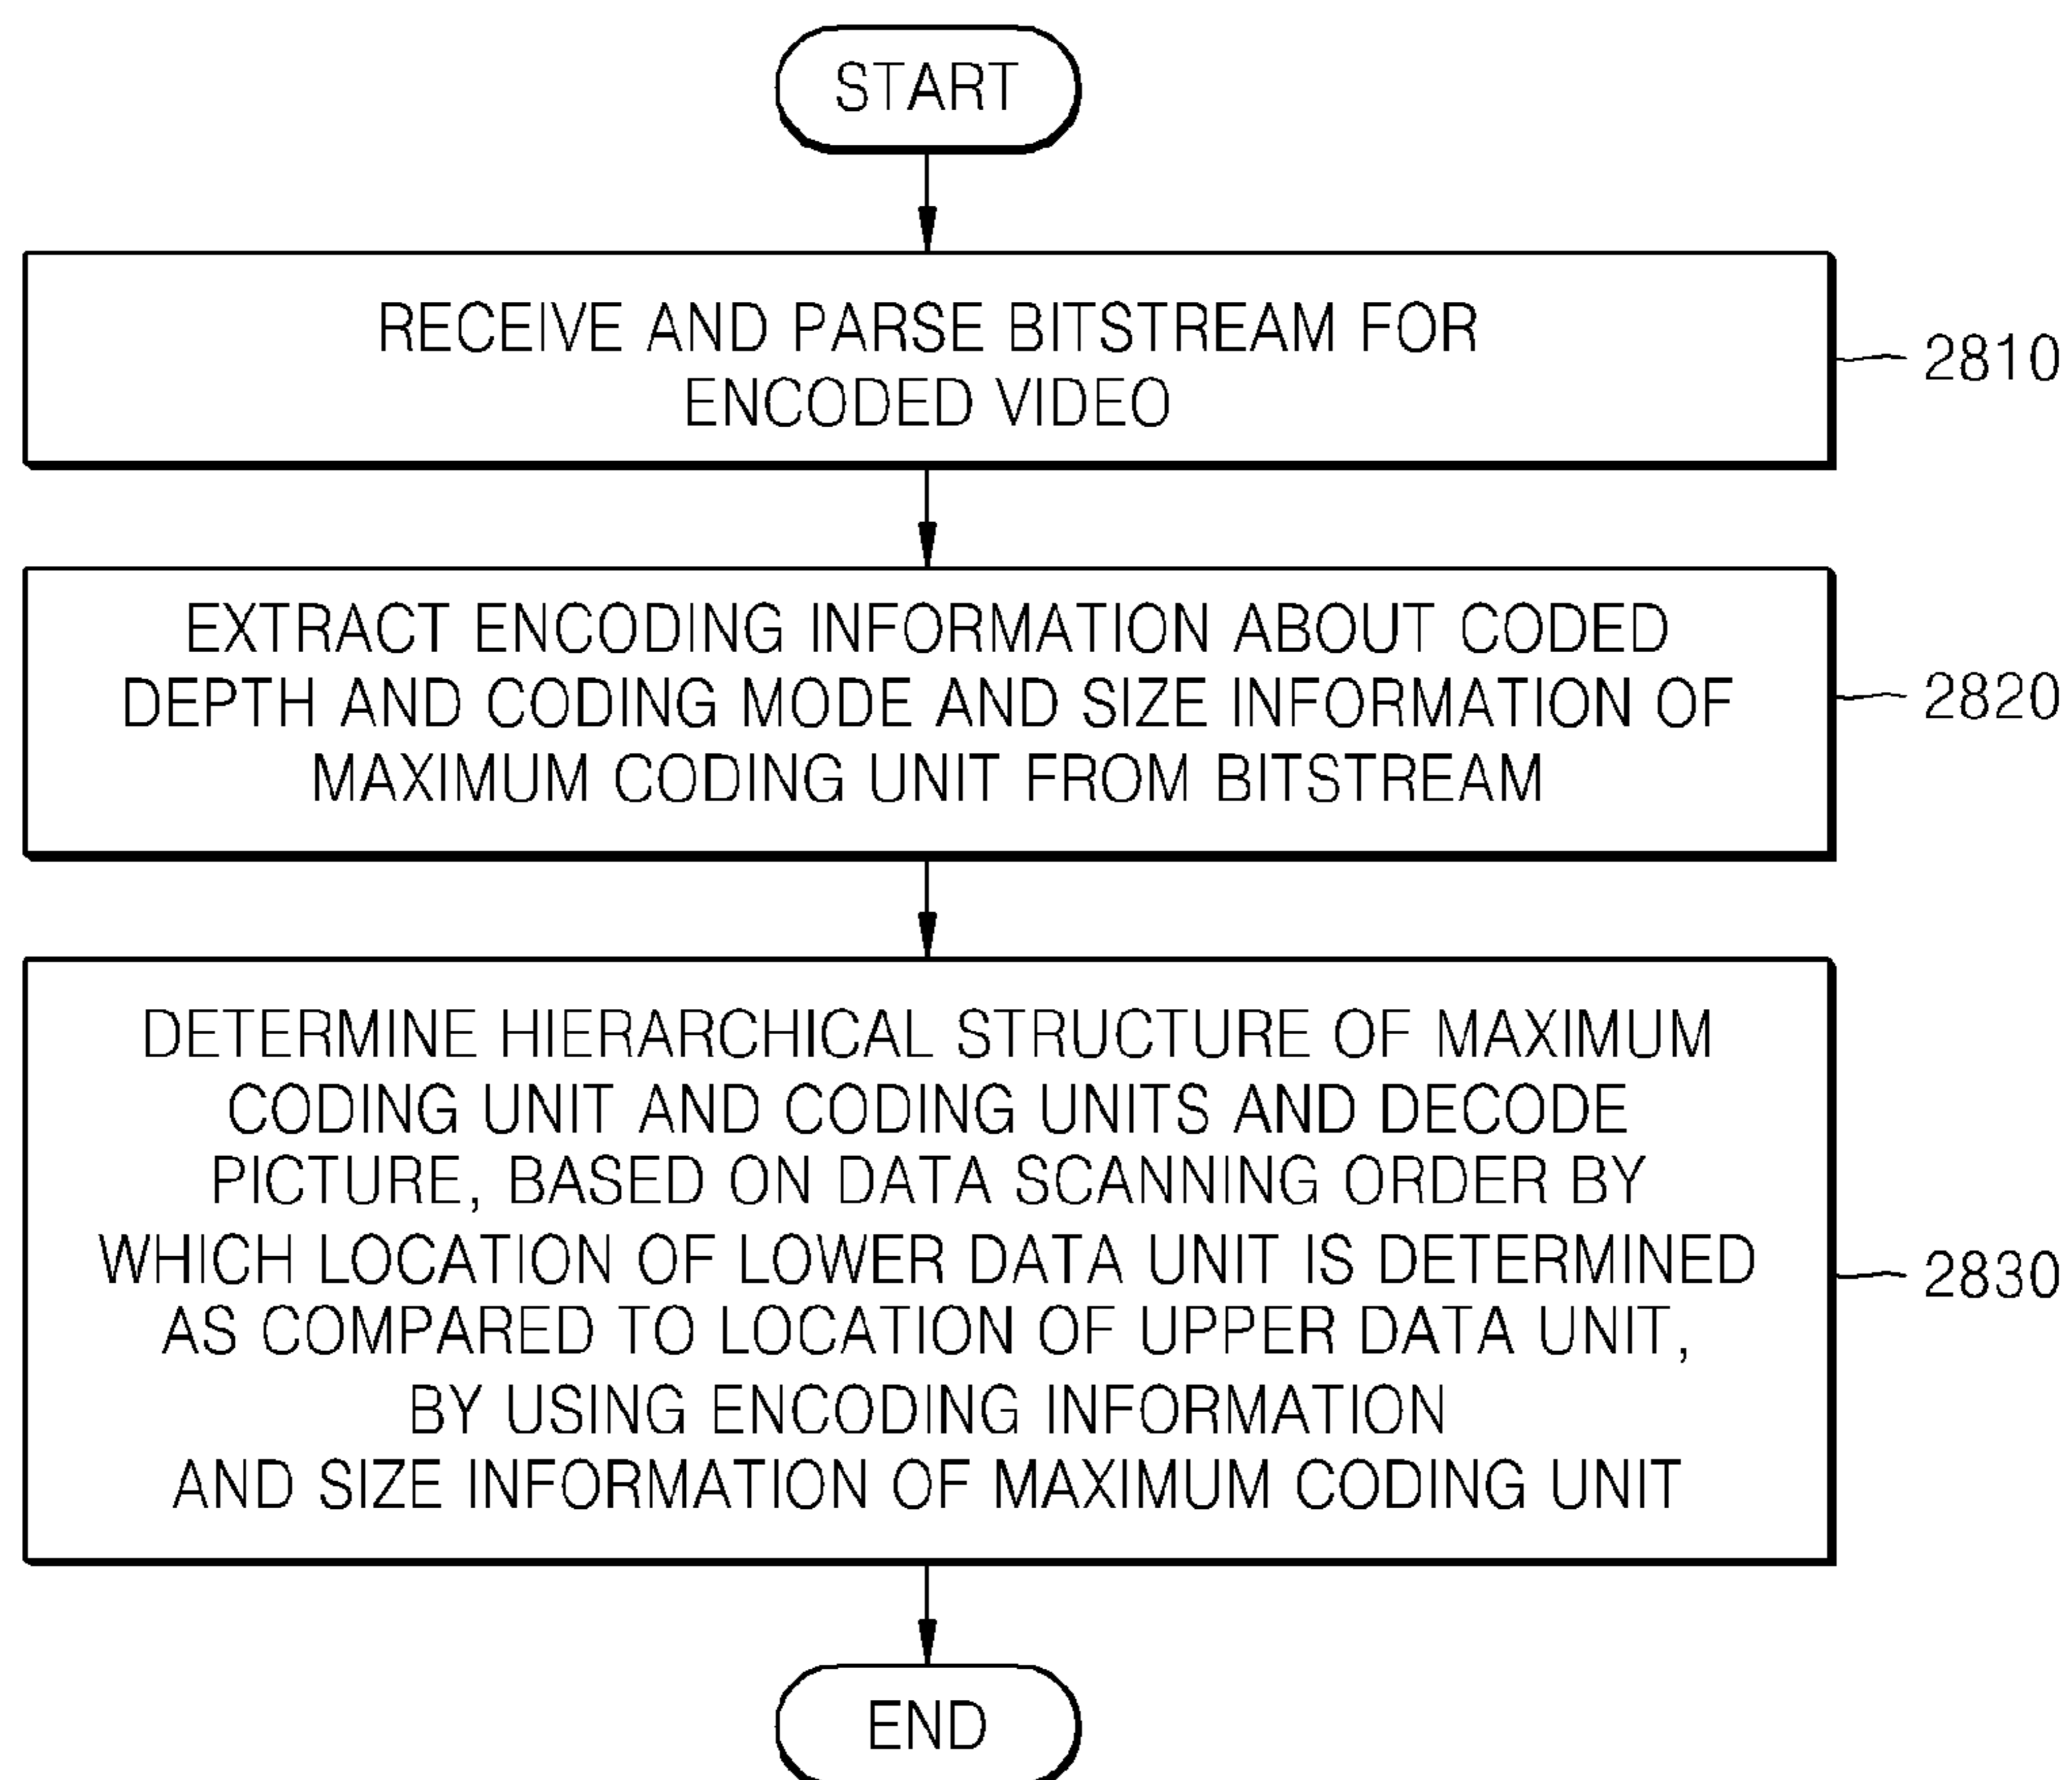 START
RECEIVE AND PARSE BITSTREAM FOR
ENCODED VIDEO
2810
EXTRACT ENCODING INFORMATION ABOUT CODED
DEPTH AND CODING MODE AND SIZE INFORMATION OF
MAXIMUM CODING UNIT FROM BITSTREAM
2820
DETERMINE HIERARCHICAL STRUCTURE OF MAXIMUM
CODING UNIT AND CODING UNITS AND DECODE
PICTURE, BASED ON DATA SCANNING ORDER BY
WHICH LOCATION OF LOWER DATA UNIT IS DETERMINED
AS COMPARED TO LOCATION OF UPPER DATA UNIT,
BY USING ENCODING INFORMATION
AND SIZE INFORMATION OF MAXIMUM CODING UNIT
2830
END